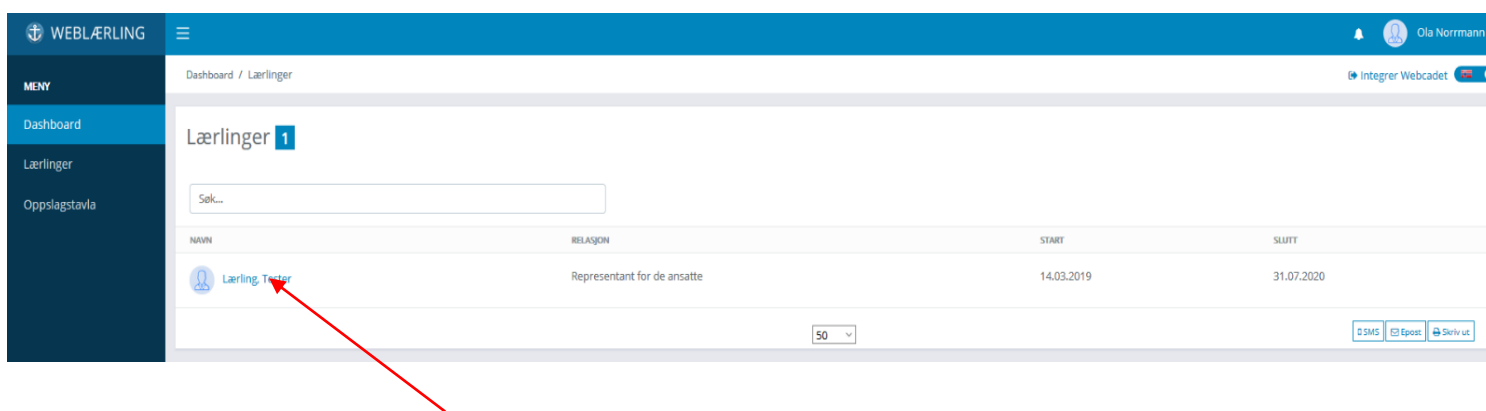 WEBLÆRLING
Ola Norrmann
MENY
Dashboard / Lærlinger
Integrer Webcadet
Dashboard
Lærlinger
Oppslagstavla
Lærlinger 1
Søk...
NAVN RELASJON START SLUTT
Lærling, Tester Representant for de ansatte 14.03.2019 31.07.2020
50
SMS Epost Skriv ut